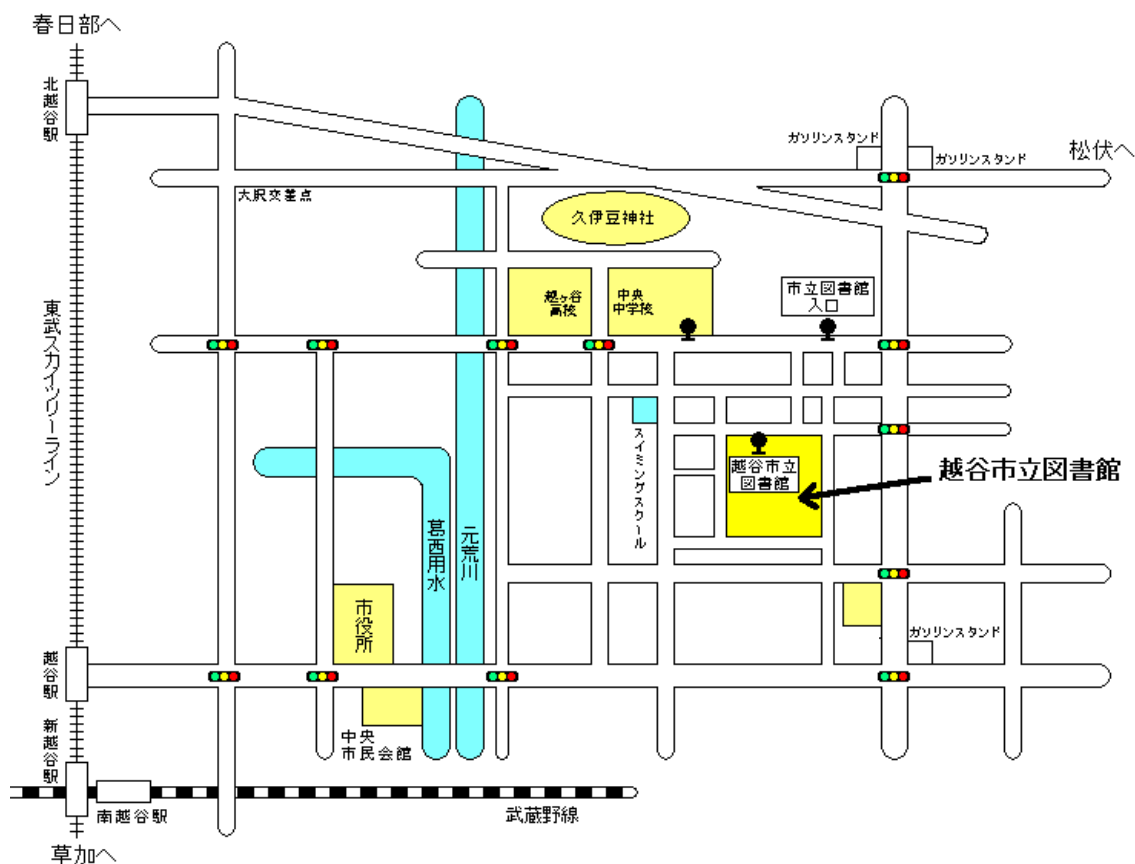 春日部へ
北越谷駅
ガソリンスタンド
ガソリンスタンド
松伏へ
大沢交差点
久伊豆神社
越ヶ谷
高校
中央
中学校
市立図書館
入口
東武スカイツリーライン
スイミングスクール
越谷市立
図書館
越谷市立図書館
葛西用水
元荒川
市役所
ガソリンスタンド
越谷駅
中央
市民会館
新越谷駅
南越谷駅
武蔵野線
草加へ